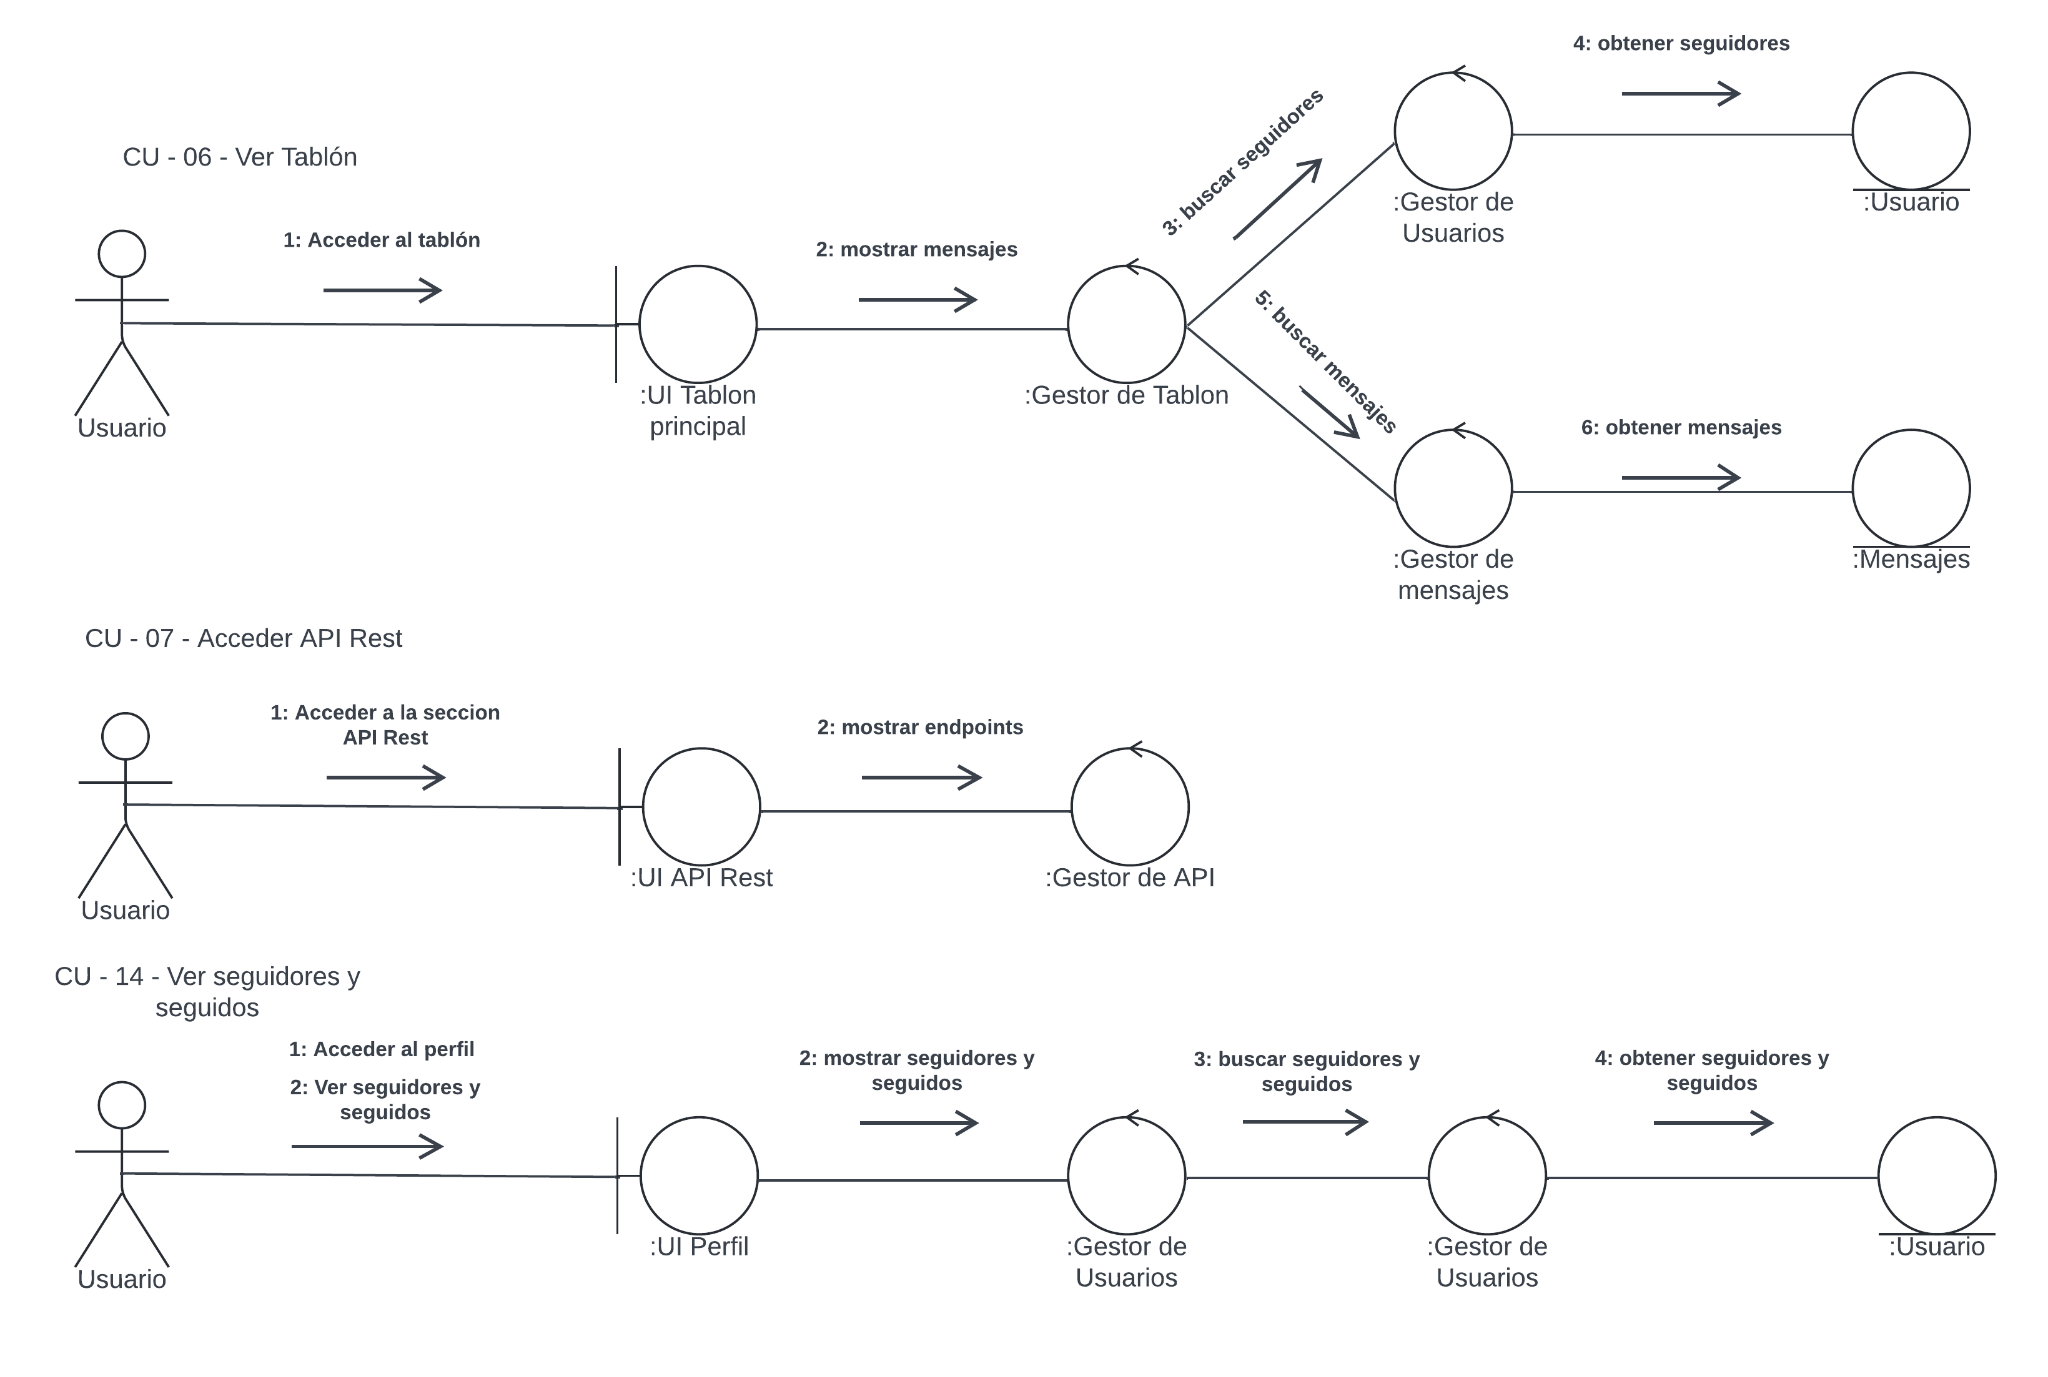 CU - 06 - Ver Tablón
1: Acceder al tablón
2: mostrar mensajes
3: buscar seguidores
4: obtener seguidores
5: buscar mensajes
6: obtener mensajes
Usuario
:UI Tablon
principal
:Gestor de Tablon
:Gestor de
Usuarios
:Usuario
:Gestor de
mensajes
:Mensajes
CU - 07 - Acceder API Rest
1: Acceder a la seccion
API Rest
2: mostrar endpoints
Usuario
:UI API Rest
:Gestor de API
CU - 14 - Ver seguidores y
seguidos
1: Acceder al perfil
2: Ver seguidores y
seguidos
2: mostrar seguidores y
seguidos
3: buscar seguidores y
seguidos
4: obtener seguidores y
seguidos
Usuario
:UI Perfil
:Gestor de
Usuarios
:Gestor de
Usuarios
:Usuario